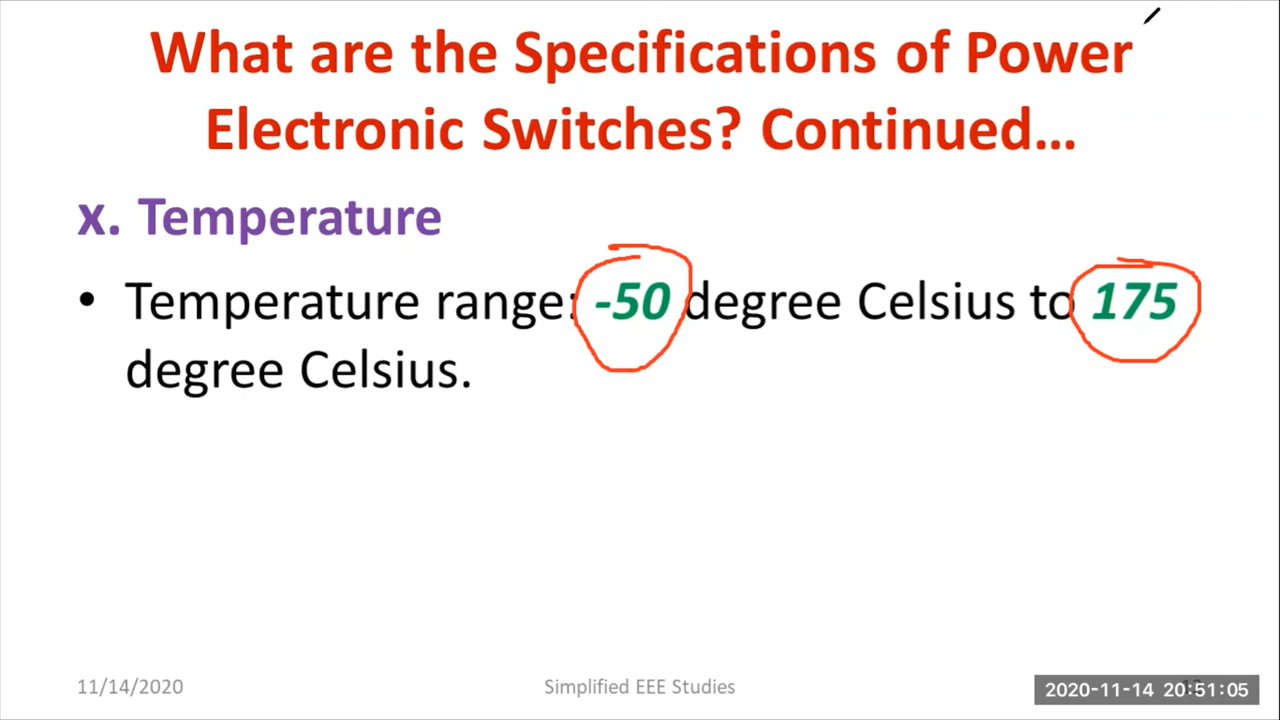 What are the Specifications of Power
Electronic Switches? Continued...
x. Temperature
• Temperature range: -50 degree Celsius to 175
degree Celsius.
11/14/2020
Simplified EEE Studies
2020-11-14 20:51:05